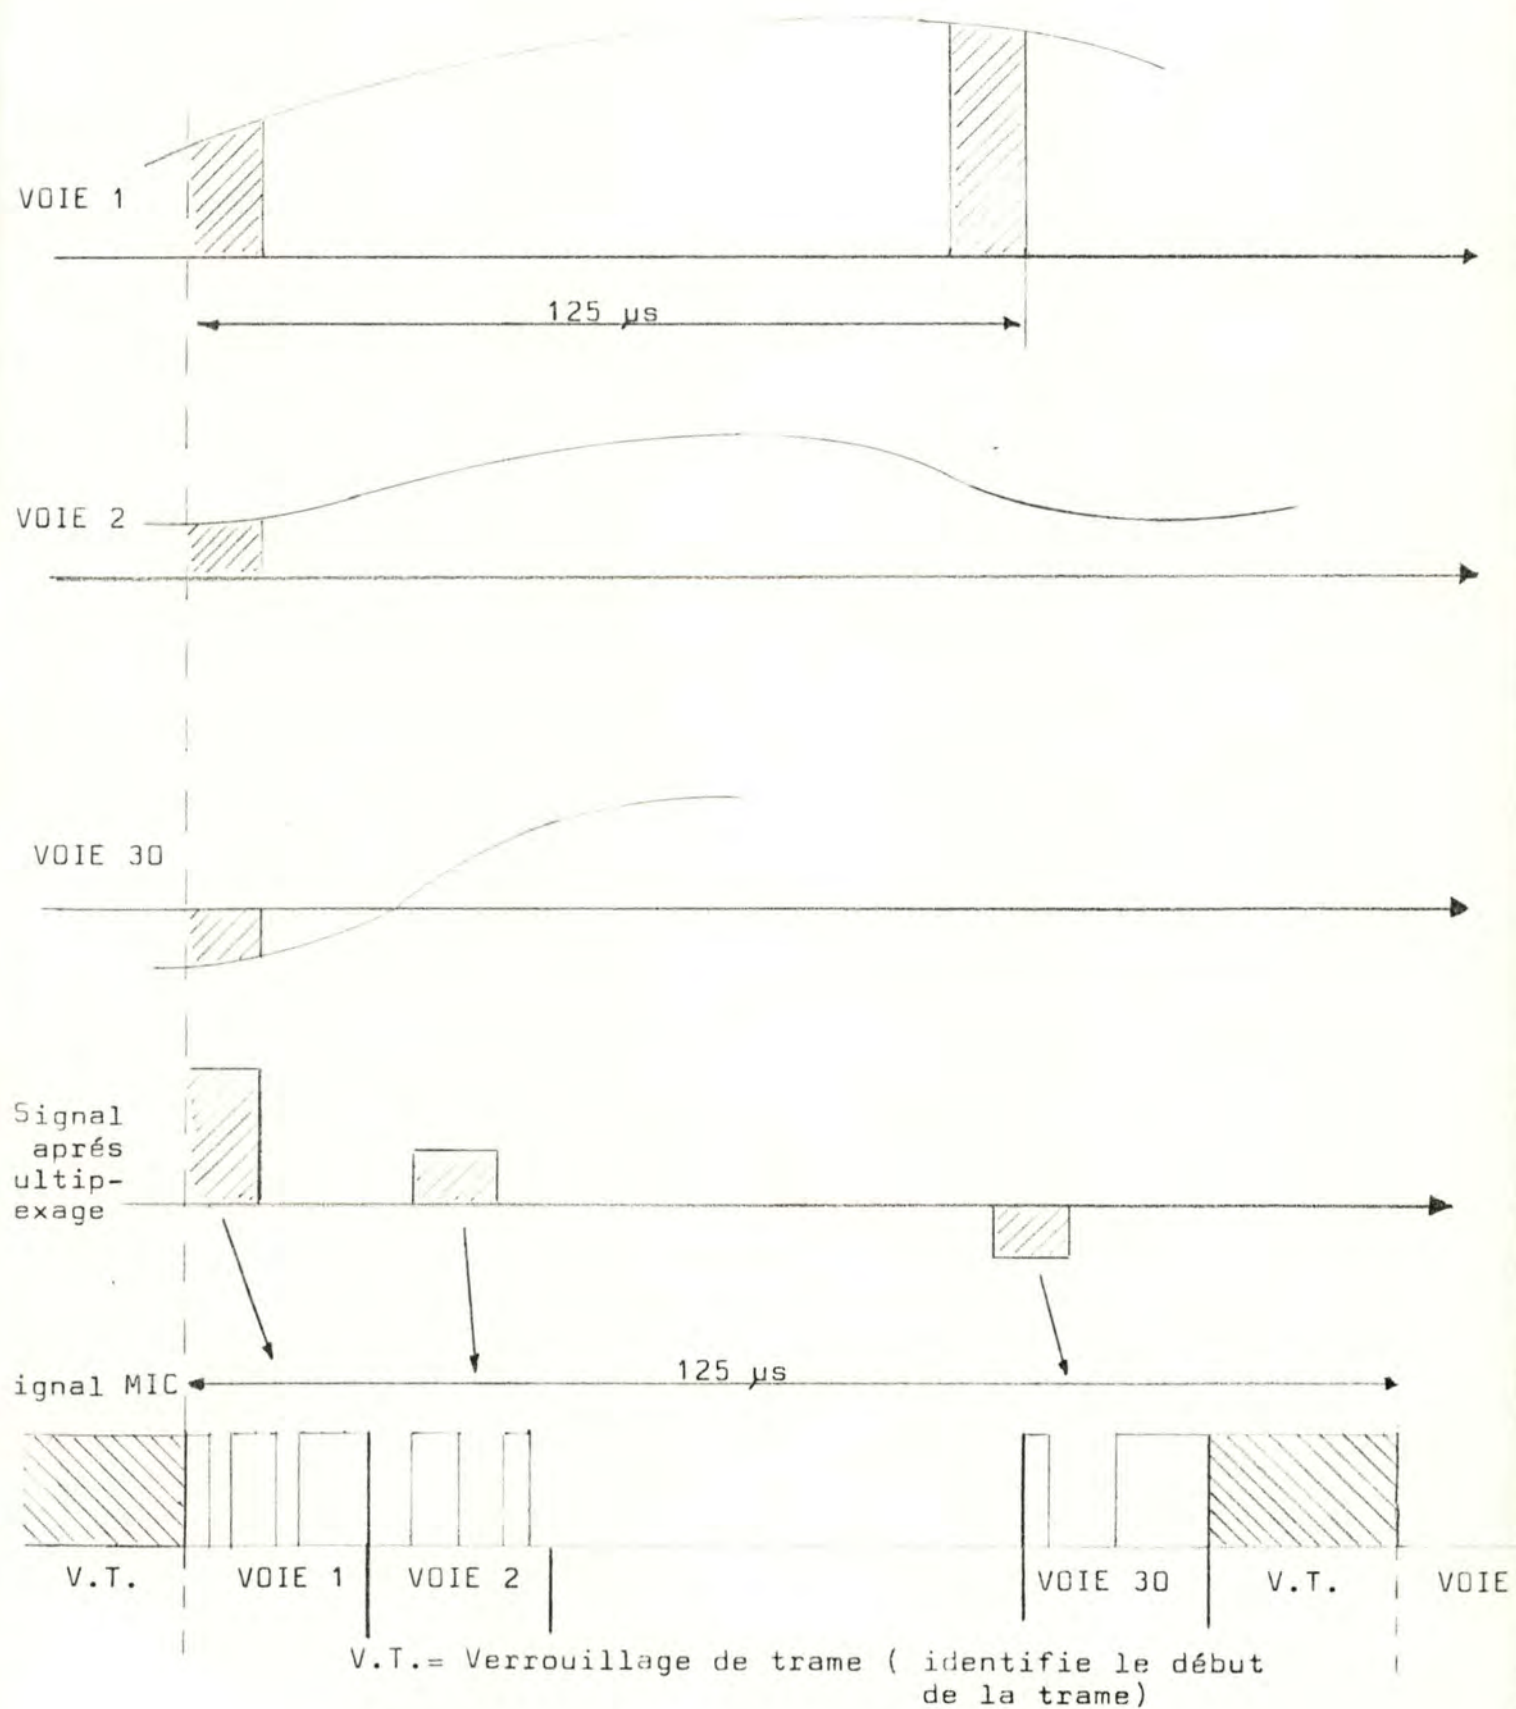 VOIE 1
125 µs
VOIE 2
VOIE 30
Signal
aprés
ultip-
exage
125 µs
ignal MIC
V.T.
VOIE 1
VOIE 2
VOIE 30
V.T.
VOIE
V.T.= Verrouillage de trame ( identifie le début
de la trame)